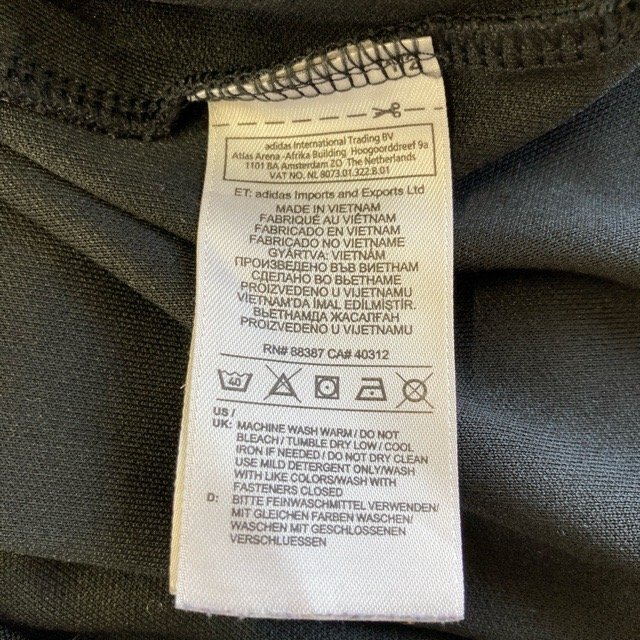 adidas International Trading BV
Atlas Arena -Afrika Building Hoogoorddreef 9a
1101 BA Amsterdam ZO The Netherlands
VAT NO. NL 8073.01.322.B.01
ET: adidas Imports and Exports Ltd
MADE IN VIETNAM
FABRIQUÉ AU VIÊTNAM
FABRICADO EN VIETNAM
FABRICADO NO VIETNAME
GYÁRTVA: VIETNAM
ПРОИЗВЕДЕНО ВЪВ ВИЕТНАМ
СДЕЛАНО ВО ВЬЕТНАМЕ
PROIZVEDENO U VIJETNAMU
VIETNAM'DA IMAL EDİLMİŞTİR.
ВЬЕТНАМДА ЖАСАЛҒАН
PROIZVEDENO U VIJETNAMU
RN# 88387 CA# 40312
40
US /
UK: MACHINE WASH WARM / DO NOT
BLEACH / TUMBLE DRY LOW / COOL
IRON IF NEEDED / DO NOT DRY CLEAN
USE MILD DETERGENT ONLY/WASH
WITH LIKE COLORS/WASH WITH
FASTENERS CLOSED
D: BITTE FEINWASCHMITTEL VERWENDEN/
MIT GLEICHEN FARBEN WASCHEN/
WASCHEN MIT GESCHLOSSENEN
VERSCHLUESSEN